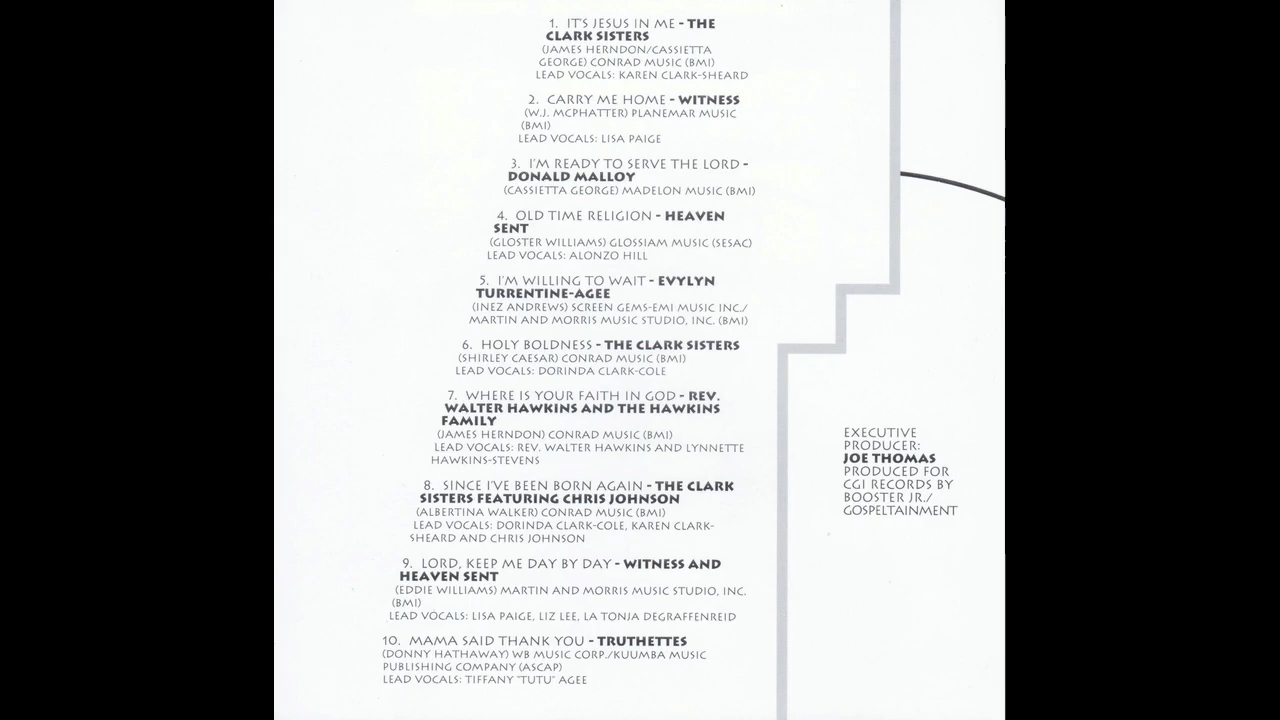 1. IT'S JESUS IN ME - THE
CLARK SISTERS
(JAMES HERNDON/CASSIETTA
GEORGE) CONRAD MUSIC (BMI)
LEAD VOCALS: KAREN CLARK-SHEARD
2. CARRY ME HOME - WITNESS
(W.J. MCPHATTER) PLANEMAR MUSIC
(BMI)
LEAD VOCALS: LISA PAIGE
3. I'M READY TO SERVE THE LORD -
DONALD MALLOY
(CASSIETTA GEORGE) MADELON MUSIC (BMI)
4. OLD TIME RELIGION - HEAVEN
SENT
(GLOSTER WILLIAMS) GLOSSIAM MUSIC (SESAC)
LEAD VOCALS: ALONZO HILL
5. I'M WILLING TO WAIT - EVYLYN
TURRENTINE-AGEE
(INEZ ANDREWS) SCREEN GEMS-EMI MUSIC INC./
MARTIN AND MORRIS MUSIC STUDIO, INC. (BMI)
6. HOLY BOLDNESS - THE CLARK SISTERS
(SHIRLEY CAESAR) CONRAD MUSIC (BMI)
LEAD VOCALS: DORINDA CLARK-COLE
7. WHERE IS YOUR FAITH IN GOD - REV.
WALTER HAWKINS AND THE HAWKINS
FAMILY
(JAMES HERNDON) CONRAD MUSIC (BMI)
LEAD VOCALS: REV. WALTER HAWKINS AND LYNNETTE
HAWKINS-STEVENS
8. SINCE I'VE BEEN BORN AGAIN - THE CLARK
SISTERS FEATURING CHRIS JOHNSON
(ALBERTINA WALKER) CONRAD MUSIC (BMI)
LEAD VOCALS: DORINDA CLARK-COLE, KAREN CLARK-
SHEARD AND CHRIS JOHNSON
9. LORD, KEEP ME DAY BY DAY - WITNESS AND
HEAVEN SENT
(EDDIE WILLIAMS) MARTIN AND MORRIS MUSIC STUDIO, INC.
(BMI)
LEAD VOCALS: LISA PAIGE, LIZ LEE, LA TONJA DEGRAFFENREID
10. MAMA SAID THANK YOU - TRUTHETTES
(DONNY HATHAWAY) WB MUSIC CORP./KUUMBA MUSIC
PUBLISHING COMPANY (ASCAP)
LEAD VOCALS: TIFFANY "TUTU" AGEE
EXECUTIVE
PRODUCER:
JOE THOMAS
PRODUCED FOR
CGI RECORDS BY
BOOSTER JR./
GOSPELTAINMENT